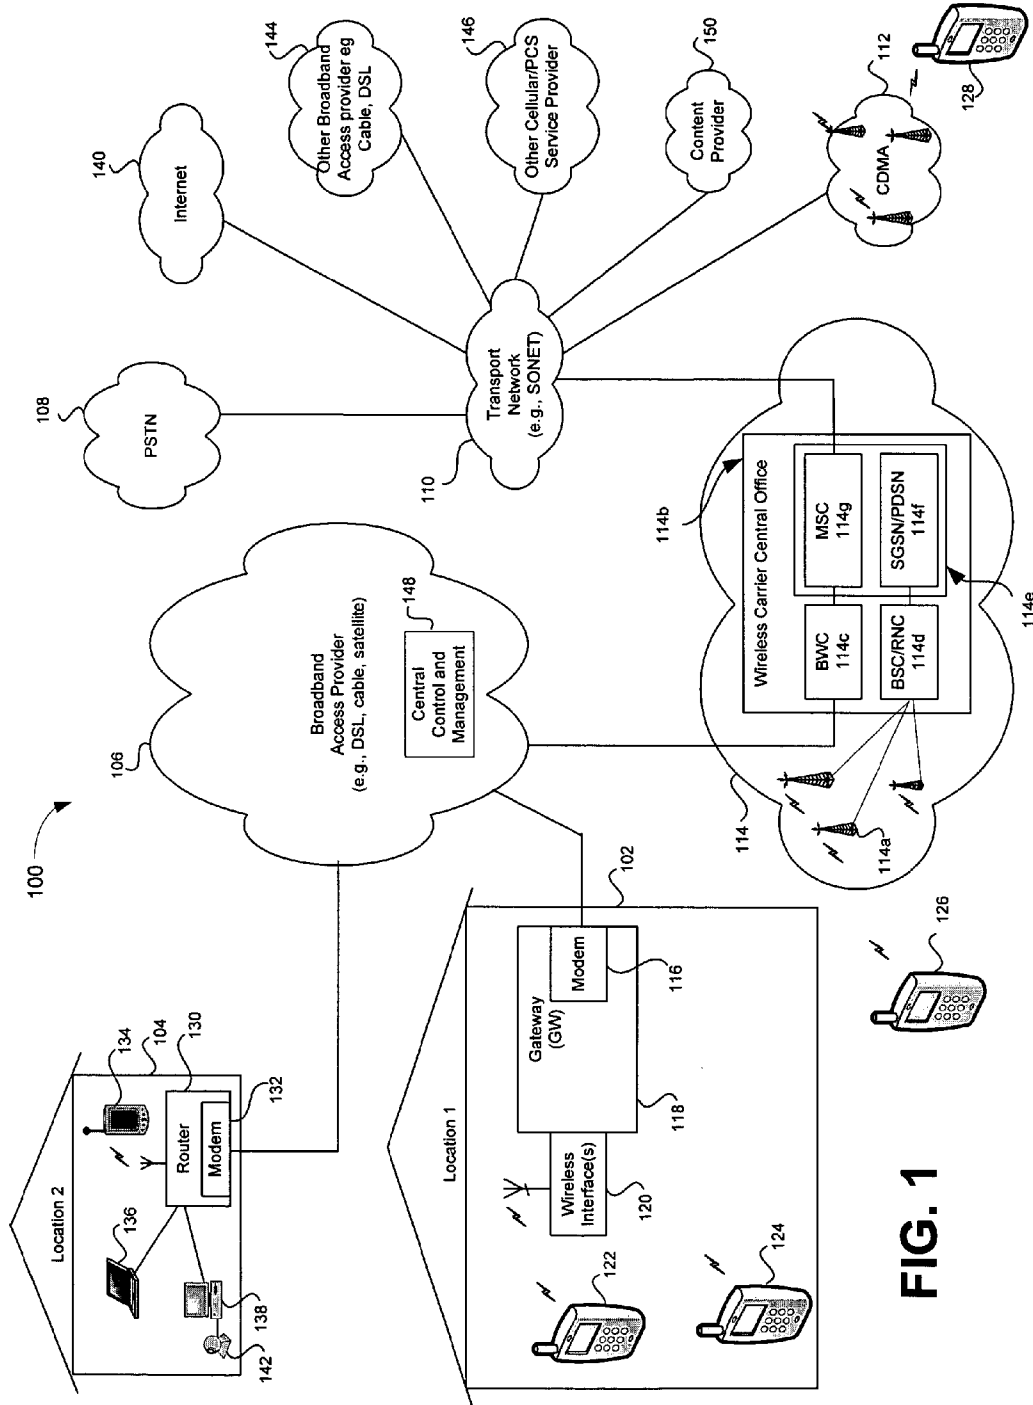 100
Location 2
104
134
130
Router
132
Modem
136
138
142
Location 1
102
Gateway
(GW)
Modem
116
118
Wireless
Interface(s)
120
122
124
126
106
Broadband
Access Provider
(e.g., DSL, cable, satellite)
148
Central
Control and
Management
108
PSTN
110
Transport
Network
(e.g., SONET)
140
Internet
144
Other Broadband
Access provider eg
Cable, DSL
146
Other Cellular/PCS
Service Provider
150
Content
Provider
112
CDMA
128
114
114a
114b
Wireless Carrier Central Office
BWC
114c
MSC
114g
BSC/RNC
114d
SGSN/PDSN
114f
114e
FIG. 1